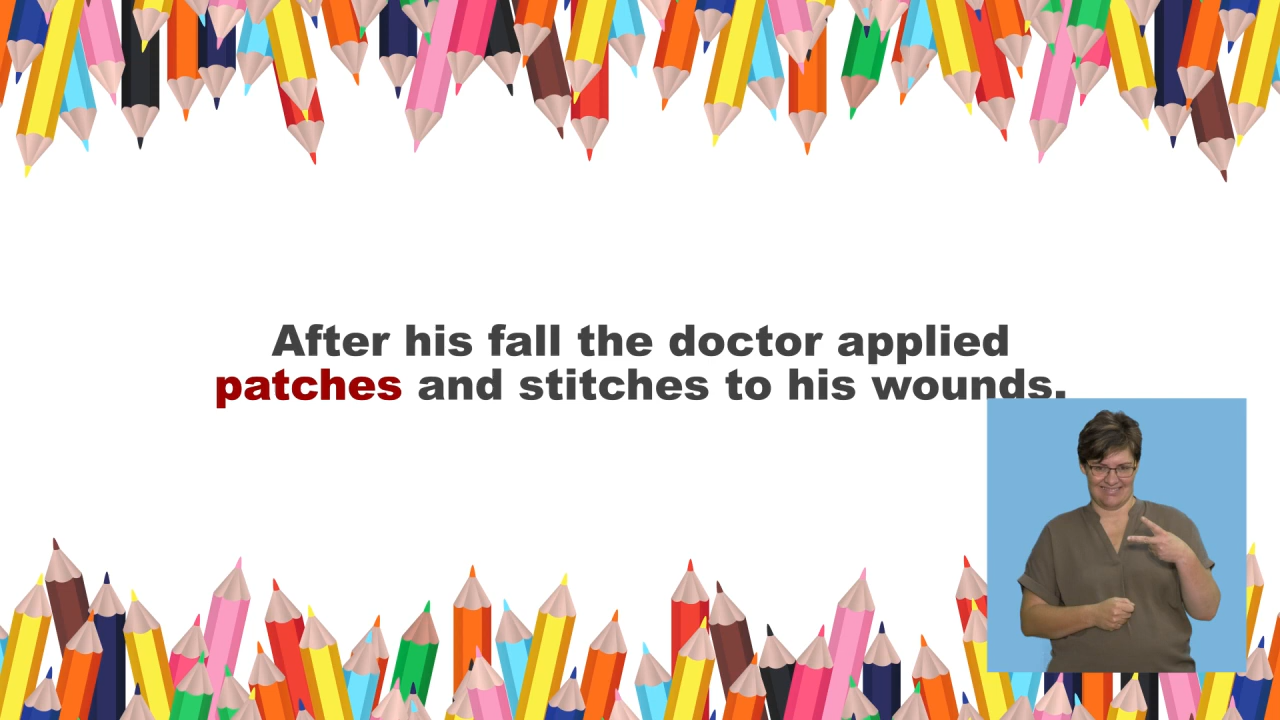 After his fall the doctor applied
patches and stitches to his wounds.